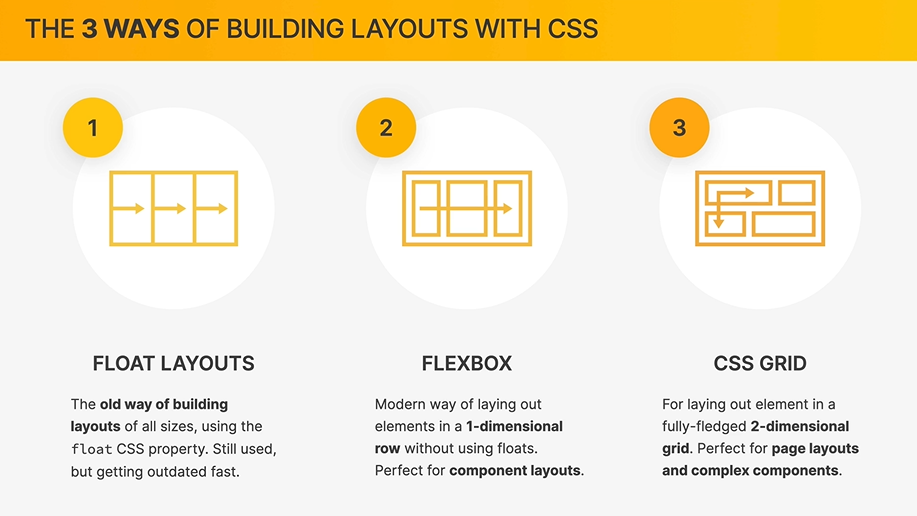 THE 3 WAYS OF BUILDING LAYOUTS WITH CSS
1
2
3
FLOAT LAYOUTS
The old way of building
layouts of all sizes, using the
float CSS property. Still used,
but getting outdated fast.
FLEXBOX
Modern way of laying out
elements in a 1-dimensional
row without using floats.
Perfect for component layouts.
CSS GRID
For laying out element in a
fully-fledged 2-dimensional
grid. Perfect for page layouts
and complex components.